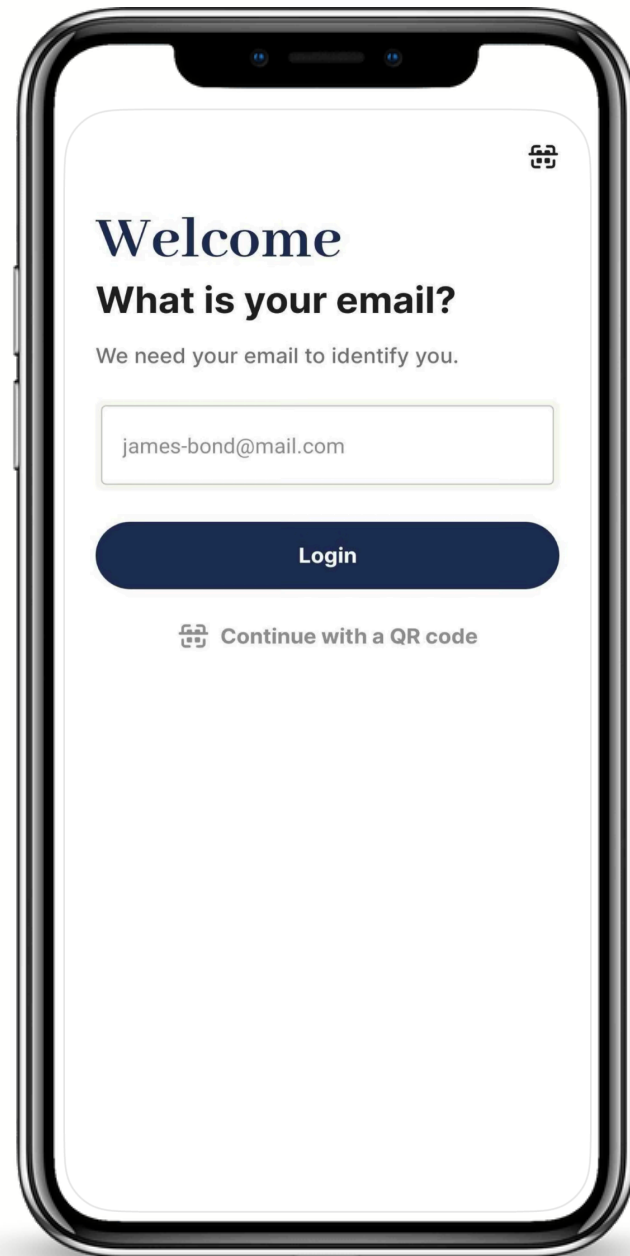 Welcome
What is your email?
We need your email to identify you.
james-bond@mail.com
Login
Continue with a QR code